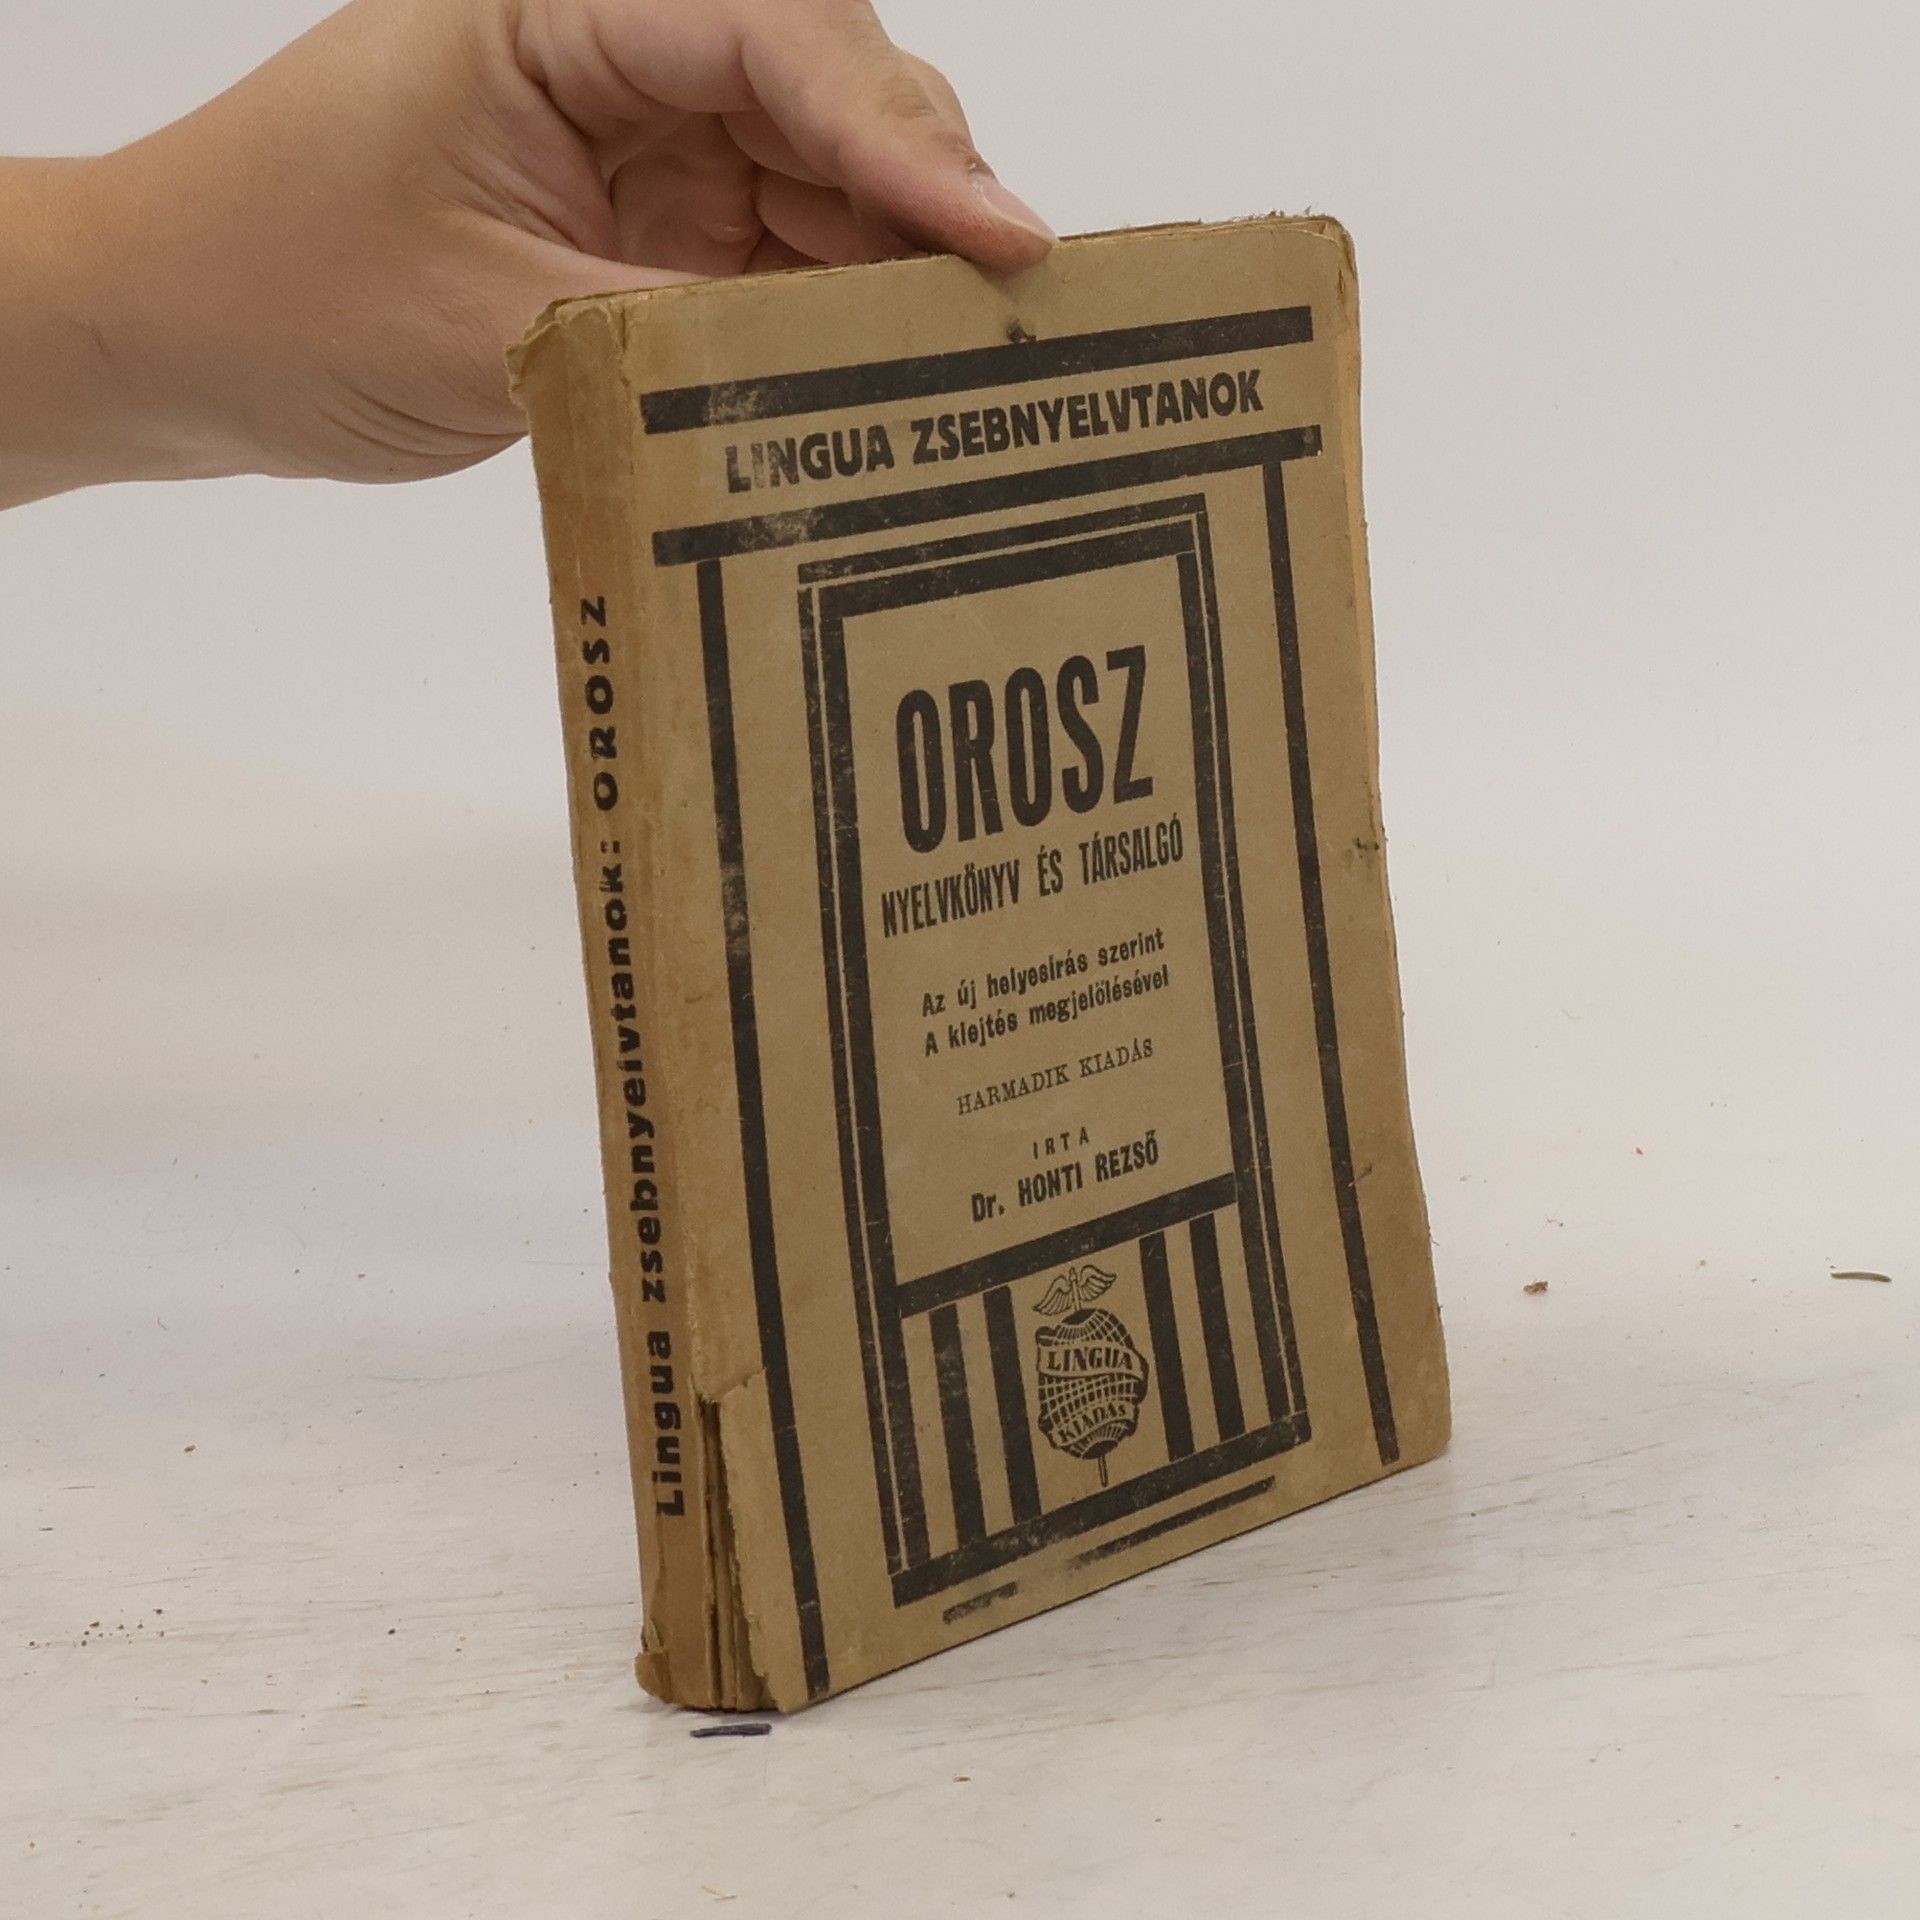 LINGUA ZSEBNYELVTANOK
OROSZ
NYELVKÖNYV ÉS TÁRSALGÓ
Az új helyesírás szerint
A kiejtés megjelölésével
HARMADIK KIADÁS
IRTA
Dr. HONTI REZSŐ
LINGUA
KIADÁS
Lingua zsebnyelvtanok: OROSZ